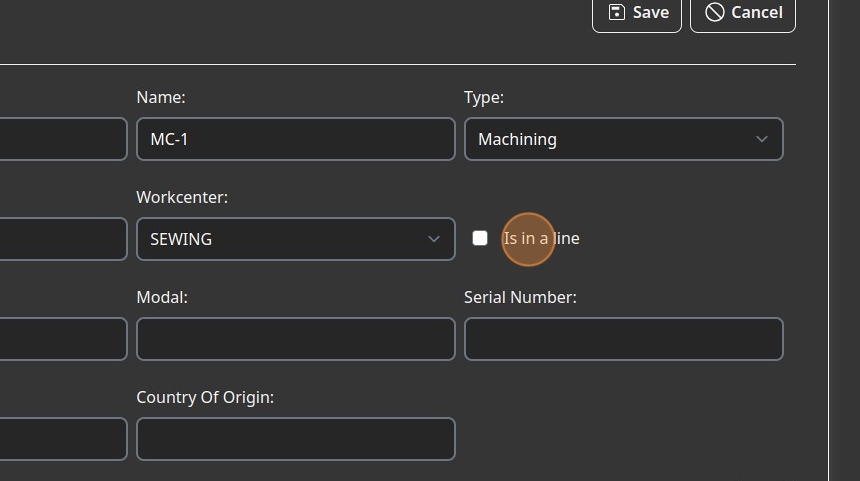 Save Cancel
Name: Type:
MC-1 Machining
Workcenter:
SEWING Is in a line
Modal: Serial Number:
Country Of Origin: